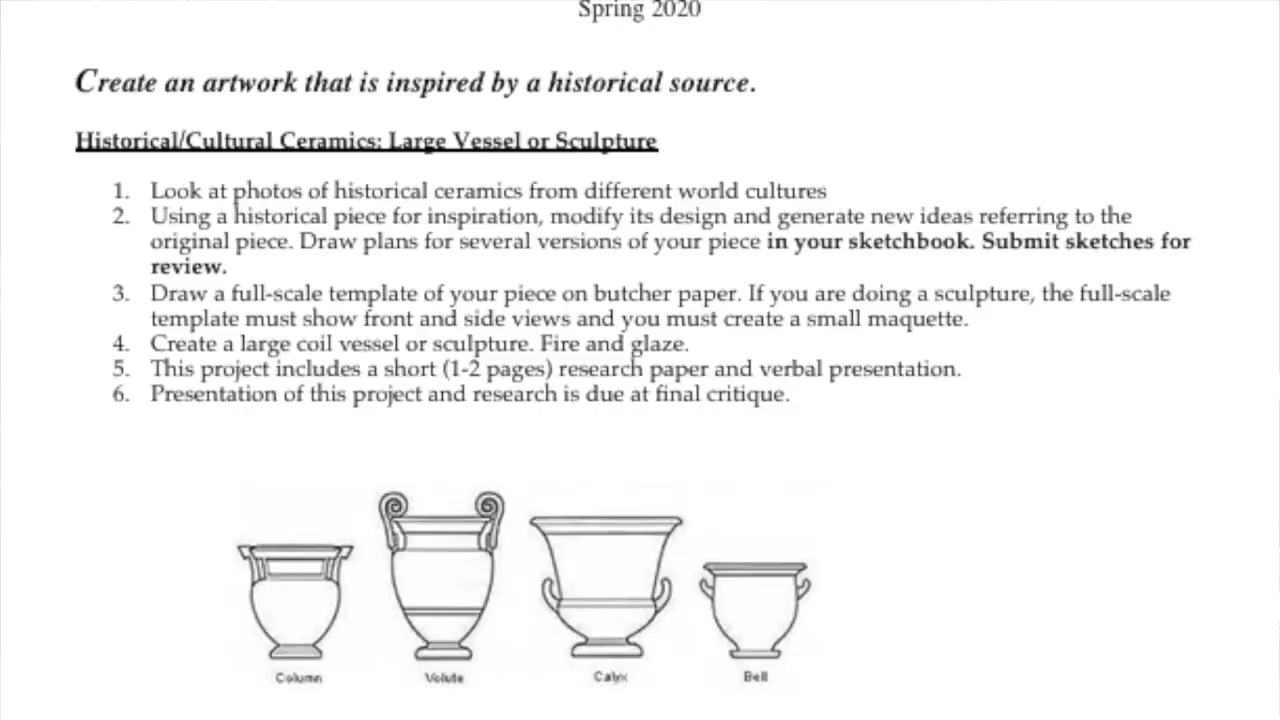 Spring 2020
Create an artwork that is inspired by a historical source.
Historical/Cultural Ceramics: Large Vessel or Sculpture
1. Look at photos of historical ceramics from different world cultures
2. Using a historical piece for inspiration, modify its design and generate new ideas referring to the
original piece. Draw plans for several versions of your piece in your sketchbook. Submit sketches for
review.
3. Draw a full-scale template of your piece on butcher paper. If you are doing a sculpture, the full-scale
template must show front and side views and you must create a small maquette.
4. Create a large coil vessel or sculpture. Fire and glaze.
5. This project includes a short (1-2 pages) research paper and verbal presentation.
6. Presentation of this project and research is due at final critique.
Column Volute Calyx Bell